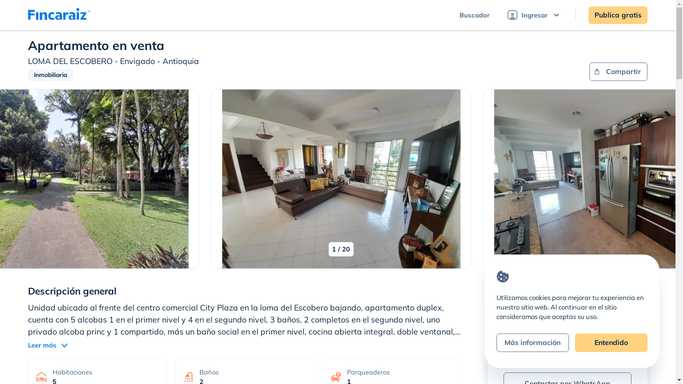 Fincaraiz
Buscador
Ingresar
Publica gratis
Apartamento en venta
LOMA DEL ESCOBERO - Envigado - Antioquia
Inmobiliaria
Compartir
1 / 20
Descripción general
Unidad ubicada al frente del centro comercial City Plaza en la loma del Escobero bajando, apartamento duplex,
cuenta con 5 alcobas 1 en el primer nivel y 4 en el segundo nivel, 3 baños, 2 completos en el segundo nivel, uno
privado alcoba princ y 1 compartido, más un baño social en el primer nivel, cocina abierta integral, doble ventanal,...
Leer más
Habitaciones
5
Baños
2
Parqueaderos
1
Utilizamos cookies para mejorar tu experiencia en
nuestro sitio web. Al continuar en el sitio
consideramos que aceptas su uso.
Más información
Entendido
Contactar por WhatsApp